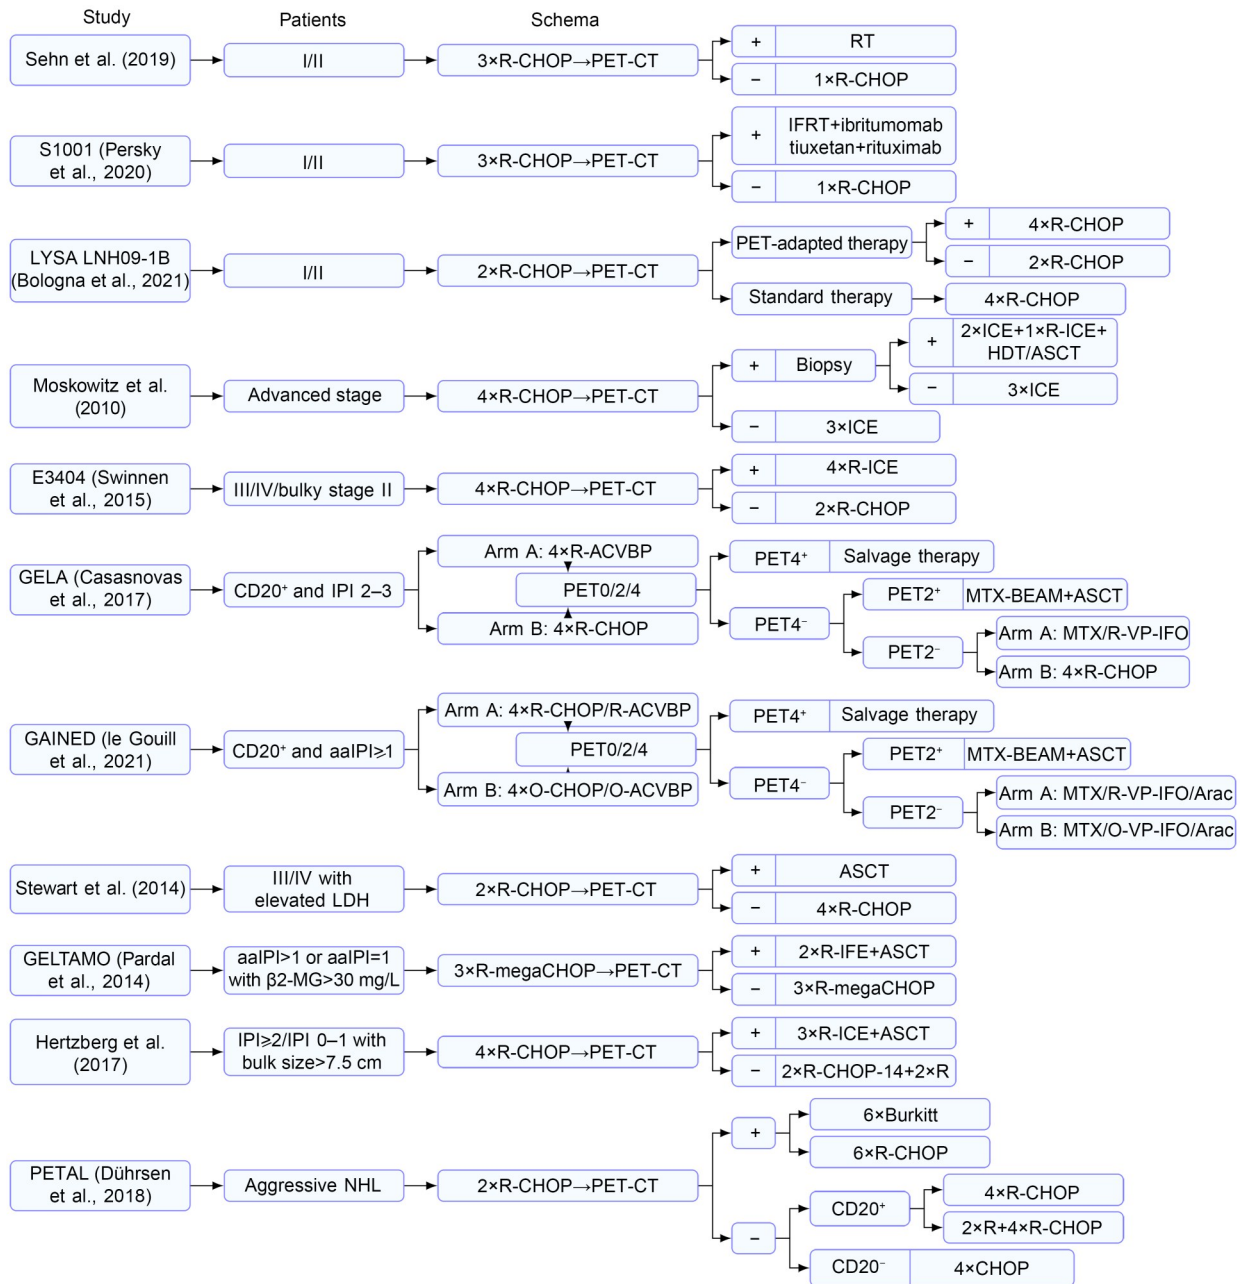 Study
Patients
Schema
Sehn et al. (2019)
I/II
3×R-CHOP→PET-CT
+
RT
−
1×R-CHOP
S1001 (Persky
et al., 2020)
I/II
3×R-CHOP→PET-CT
+
IFRT+ibritumomab
tiuxetan+rituximab
−
1×R-CHOP
LYSA LNH09-1B
(Bologna et al., 2021)
I/II
2×R-CHOP→PET-CT
PET-adapted therapy
+
4×R-CHOP
−
2×R-CHOP
Standard therapy
4×R-CHOP
Moskowitz et al.
(2010)
Advanced stage
4×R-CHOP→PET-CT
+
Biopsy
+
2×ICE+1×R-ICE+
HDT/ASCT
−
3×ICE
−
3×ICE
E3404 (Swinnen
et al., 2015)
III/IV/bulky stage II
4×R-CHOP→PET-CT
+
4×R-ICE
−
2×R-CHOP
GELA (Casasnovas
et al., 2017)
CD20⁺ and IPI 2–3
Arm A: 4×R-ACVBP
PET0/2/4
Arm B: 4×R-CHOP
PET4⁺
Salvage therapy
PET4⁻
PET2⁺
MTX-BEAM+ASCT
PET2⁻
Arm A: MTX/R-VP-IFO
Arm B: 4×R-CHOP
GAINED (le Gouill
et al., 2021)
CD20⁺ and aaIPI⩾1
Arm A: 4×R-CHOP/R-ACVBP
PET0/2/4
Arm B: 4×O-CHOP/O-ACVBP
PET4⁺
Salvage therapy
PET4⁻
PET2⁺
MTX-BEAM+ASCT
PET2⁻
Arm A: MTX/R-VP-IFO/Arac
Arm B: MTX/O-VP-IFO/Arac
Stewart et al. (2014)
III/IV with
elevated LDH
2×R-CHOP→PET-CT
+
ASCT
−
4×R-CHOP
GELTAMO (Pardal
et al., 2014)
aaIPI>1 or aaIPI=1
with β2-MG>30 mg/L
3×R-megaCHOP→PET-CT
+
2×R-IFE+ASCT
−
3×R-megaCHOP
Hertzberg et al.
(2017)
IPI⩾2/IPI 0–1 with
bulk size>7.5 cm
4×R-CHOP→PET-CT
+
3×R-ICE+ASCT
−
2×R-CHOP-14+2×R
PETAL (Dührsen
et al., 2018)
Aggressive NHL
2×R-CHOP→PET-CT
+
6×Burkitt
6×R-CHOP
−
CD20⁺
4×R-CHOP
2×R+4×R-CHOP
CD20⁻
4×CHOP